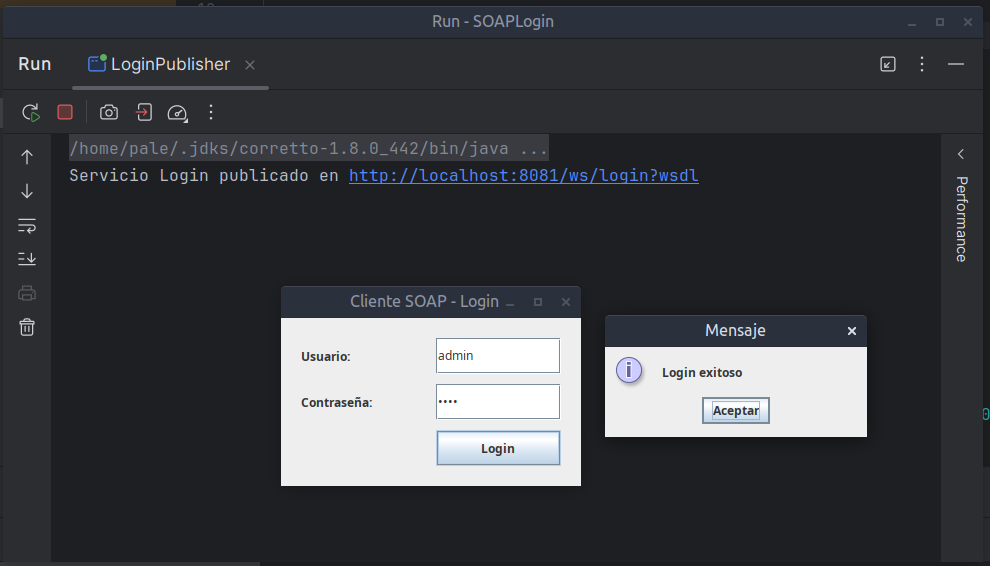 Run - SOAPLogin
Run
LoginPublisher
/home/pale/.jdks/corretto-1.8.0_442/bin/java ...
Servicio Login publicado en http://localhost:8081/ws/login?wsdl
Performance
Cliente SOAP - Login
Usuario:
admin
Contraseña:
••••
Login
Mensaje
Login exitoso
Aceptar